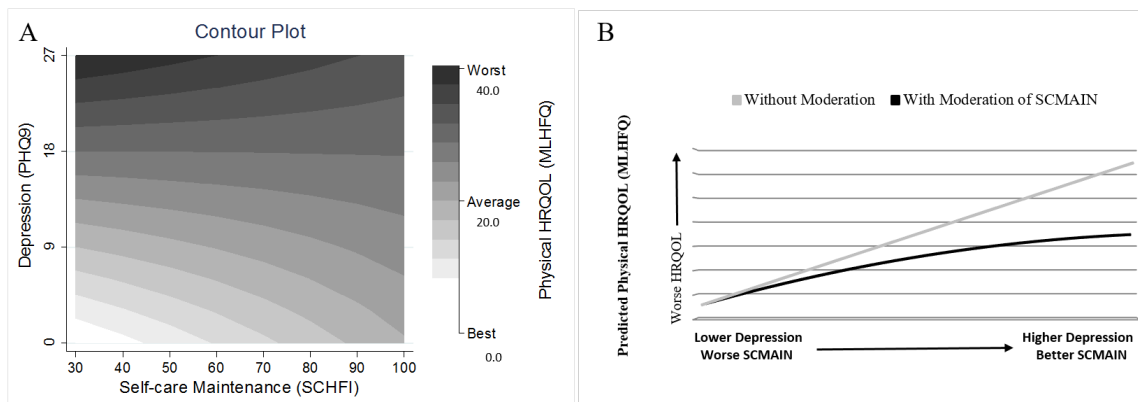 A
Contour Plot
27
18
9
0
Depression (PHQ9)
30 40 50 60 70 80 90 100
Self-care Maintenance (SCHFI)
Worst
40.0
Average
20.0
Best
0.0
Physical HRQOL (MLHFQ)
B
Without Moderation With Moderation of SCMAIN
Predicted Physical HRQOL (MLHFQ)
Worse HRQOL
Lower Depression
Worse SCMAIN
Higher Depression
Better SCMAIN